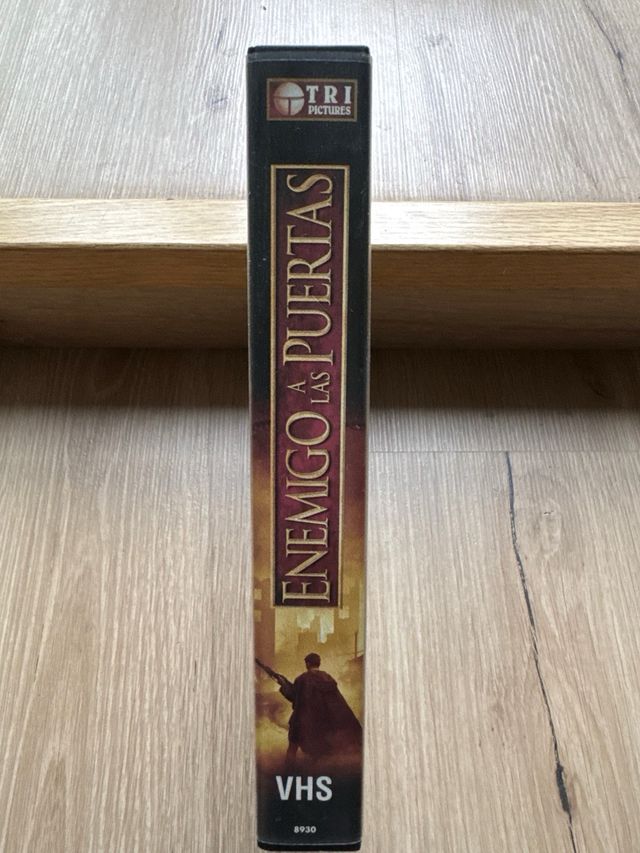 TRI
PICTURES
ENEMIGO A LAS PUERTAS
VHS
8930